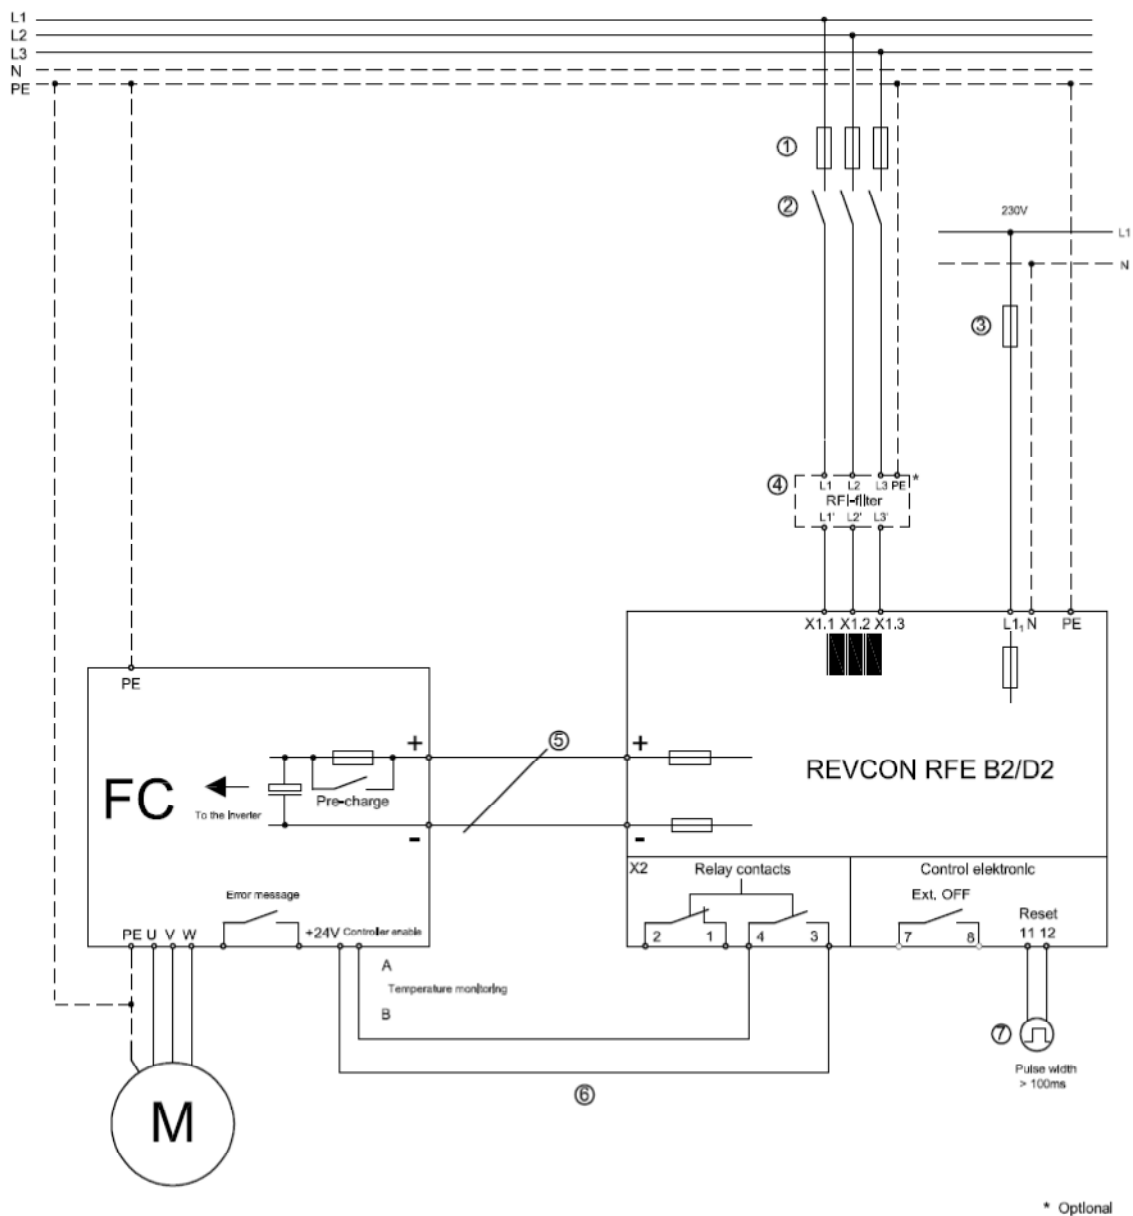 L1
L2
L3
N
PE
①
②
230V
L1
N
③
④
L1 L2 L3 PE *
RFI-filter
L1' L2' L3'
X1.1 X1.2 X1.3
L1₁ N PE
PE
+
⑤
+
REVCON RFE B2/D2
FC
To the Inverter
Pre-charge
-
-
X2
Relay contacts
Control elektronic
Error message
Ext. OFF
Reset
PE U V W
+24V Controller enable
2 1 4 3
7 8
11 12
A
Temperature monitoring
B
⑦
Pulse width
> 100ms
⑥
M
* Optional